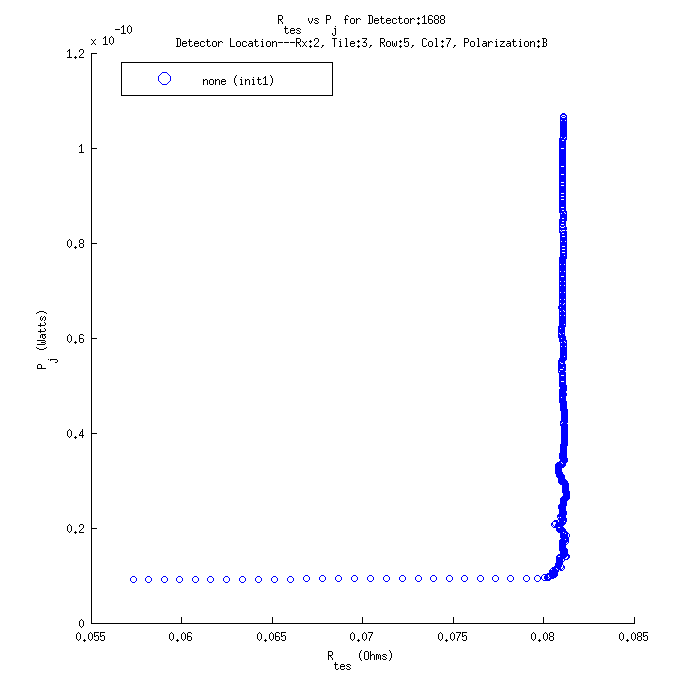 R_tes vs P_j for Detector:1688
Detector Location---Rx:2, Tile:3, Row:5, Col:7, Polarization:B
x 10^-10
none (init1)
1.2
1
0.8
0.6
0.4
0.2
0
P_j (Watts)
0.055 0.06 0.065 0.07 0.075 0.08 0.085
R_tes (Ohms)